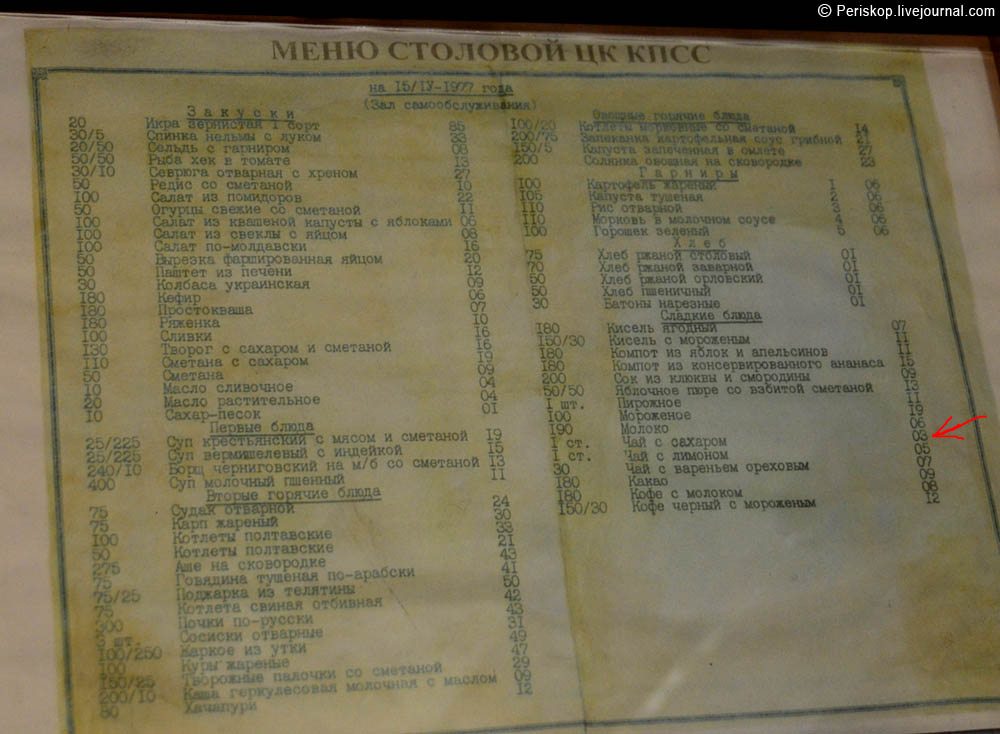 © Periskop.livejournal.com
МЕНЮ СТОЛОВОЙ ЦК КПСС
на 15/IУ-1977 года
(Зал самообслуживания)
Закуски
20 Икра зернистая I сорт 85
30/5 Спинка нельмы с луком 33
20/50 Сельдь с гарниром 08
50/50 Рыба хек в томате 13
30/10 Севрюга отварная с хреном 27
50 Редис со сметаной 10
100 Салат из помидоров 22
50 Огурцы свежие со сметаной 11
100 Салат из квашеной капусты с яблоками 06
100 Салат из свеклы с яйцом 08
100 Салат по-молдавски 16
50 Вырезка фаршированная яйцом 20
50 Паштет из печени 12
30 Колбаса украинская 09
180 Кефир 06
180 Простокваша 07
180 Ряженка 10
100 Сливки 16
130 Творог с сахаром и сметаной 16
110 Сметана с сахаром 19
50 Сметана 09
10 Масло сливочное 04
20 Масло растительное 04
10 Сахар-песок 01
Первые блюда
25/225 Суп крестьянский с мясом и сметаной 19
25/225 Суп вермишелевый с индейкой 15
240/10 Борщ черниговский на м/б со сметаной 13
400 Суп молочный пшенный 11
Вторые горячие блюда
75 Судак отварной 24
75 Карп жареный 30
100 Котлеты полтавские 33
50 Котлеты полтавские 21
275 Аше на сковородке 43
75 Говядина тушеная по-арабски 41
75/25 Поджарка из телятины 50
75 Котлета свиная отбивная 42
300 Почки по-русски 43
3 шт. Сосиски отварные 31
100/250 Жаркое из утки 49
100 Куры жареные 47
150/25 Творожные палочки со сметаной 29
200/10 Каша геркулесовая молочная с маслом 09
80 Хачапури 12
Овощные горячие блюда
100/20 Котлеты морковные со сметаной 14
200/75 Запеканка картофельная соус грибной 21
150/5 Капуста запеченная в омлете 27
200 Солянка овощная на сковородке 23
Гарниры
100 Картофель жареный 1 06
105 Капуста тушеная 2 06
110 Рис отварной 3 06
110 Морковь в молочном соусе 4 06
100 Горошек зеленый 5 06
Хлеб
75 Хлеб ржаной столовый 01
70 Хлеб ржаной заварной 01
50 Хлеб ржаной орловский 01
50 Хлеб пшеничный 01
30 Батоны нарезные 01
Сладкие блюда
180 Кисель ягодный 07
150/30 Кисель с мороженым 11
180 Компот из яблок и апельсинов 11
180 Компот из консервированного ананаса 15
200 Сок из клюквы и смородины 09
50/50 Яблочное пюре со взбитой сметаной 13
1 шт. Пирожное 11
100 Мороженое 19
190 Молоко 06
1 ст. Чай с сахаром 03
1 ст. Чай с лимоном 05
30 Чай с вареньем ореховым 07
180 Какао 09
180 Кофе с молоком 08
150/30 Кофе черный с мороженым 12